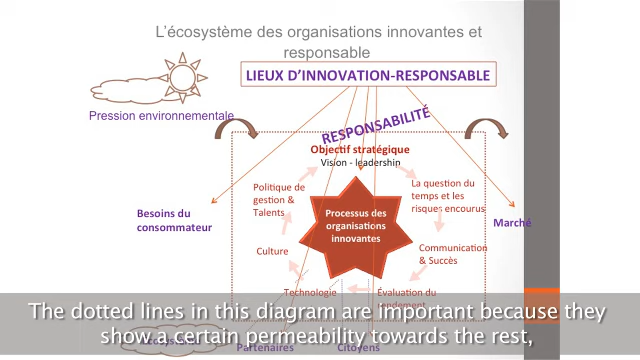 L'écosystème des organisations innovantes et
responsable
LIEUX D'INNOVATION-RESPONSABLE
Pression environnementale
RESPONSABILITÉ
Objectif stratégique
Vision - leadership
Politique de
gestion &
Talents
La question du
temps et les
risques encourus
Besoins du
consommateur
Processus des
organisations
innovantes
Marché
Culture
Communication
& Succès
Technologie
Évaluation du
rendement
The dotted lines in this diagram are important because they
show a certain permeability towards the rest,
Partenaires
Citoyens